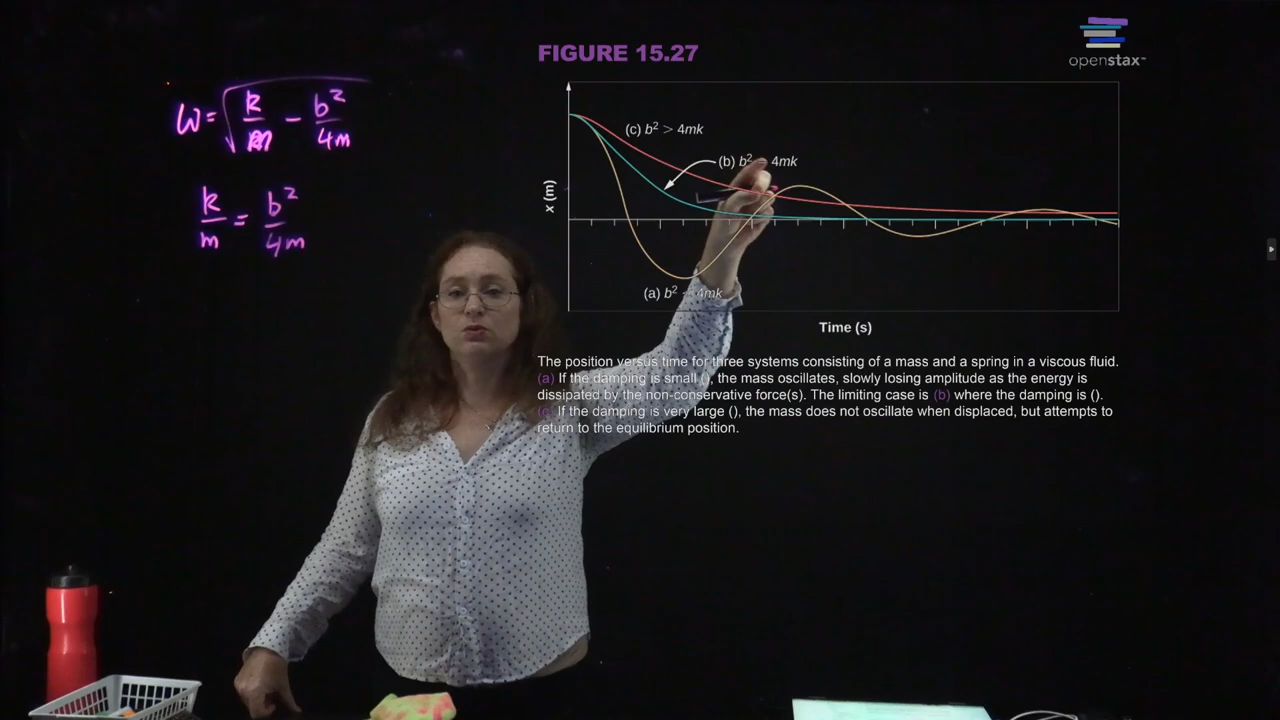 FIGURE 15.27
openstax™
ω = √(k/m − b²/4m)
k/m = b²/4m
(c) b² > 4mk
(b) b² = 4mk
x (m)
(a) b² < 4mk
Time (s)
The position versus time for three systems consisting of a mass and a spring in a viscous fluid.
(a) If the damping is small (), the mass oscillates, slowly losing amplitude as the energy is
dissipated by the non-conservative force(s). The limiting case is (b) where the damping is ().
(c) If the damping is very large (), the mass does not oscillate when displaced, but attempts to
return to the equilibrium position.